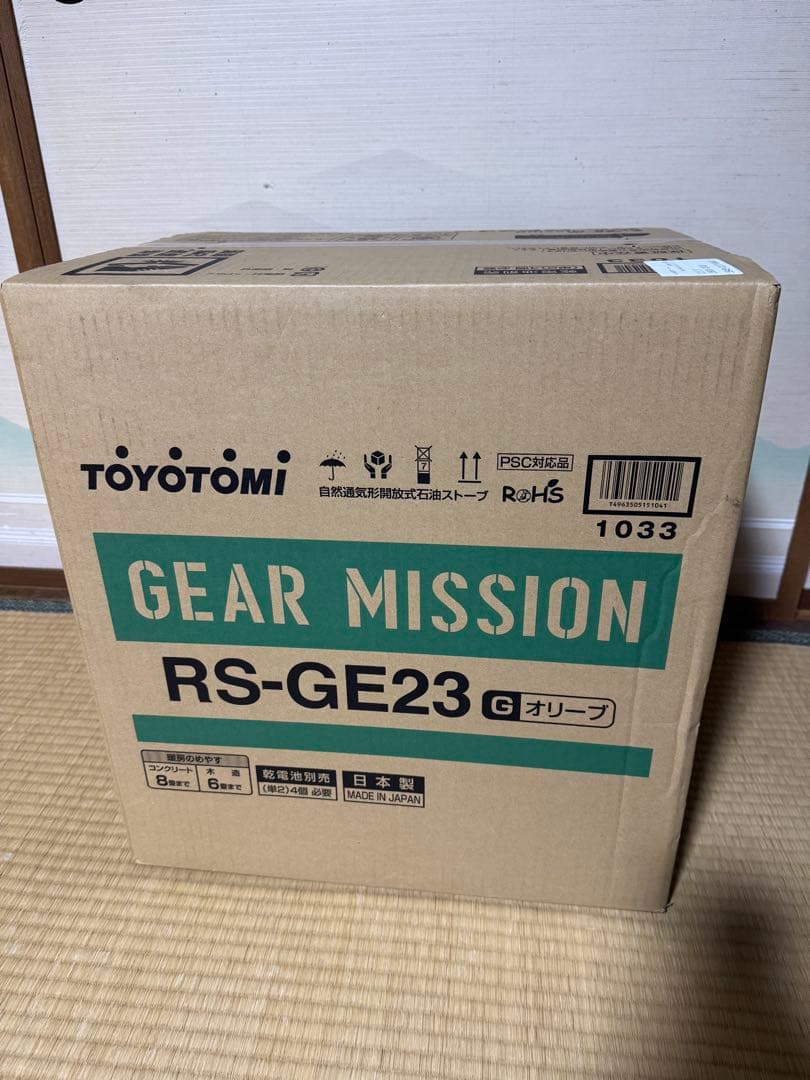 1033
TOYOTOMI
自然通気形開放式石油ストーブ
7
PSC対応品
RoHS
T4963505151041
1033
GEAR MISSION
RS-GE23 G オリーブ
暖房のめやす
コンクリート 木造
8畳まで 6畳まで
乾電池別売
(単2)4個 必要
日本製
MADE IN JAPAN